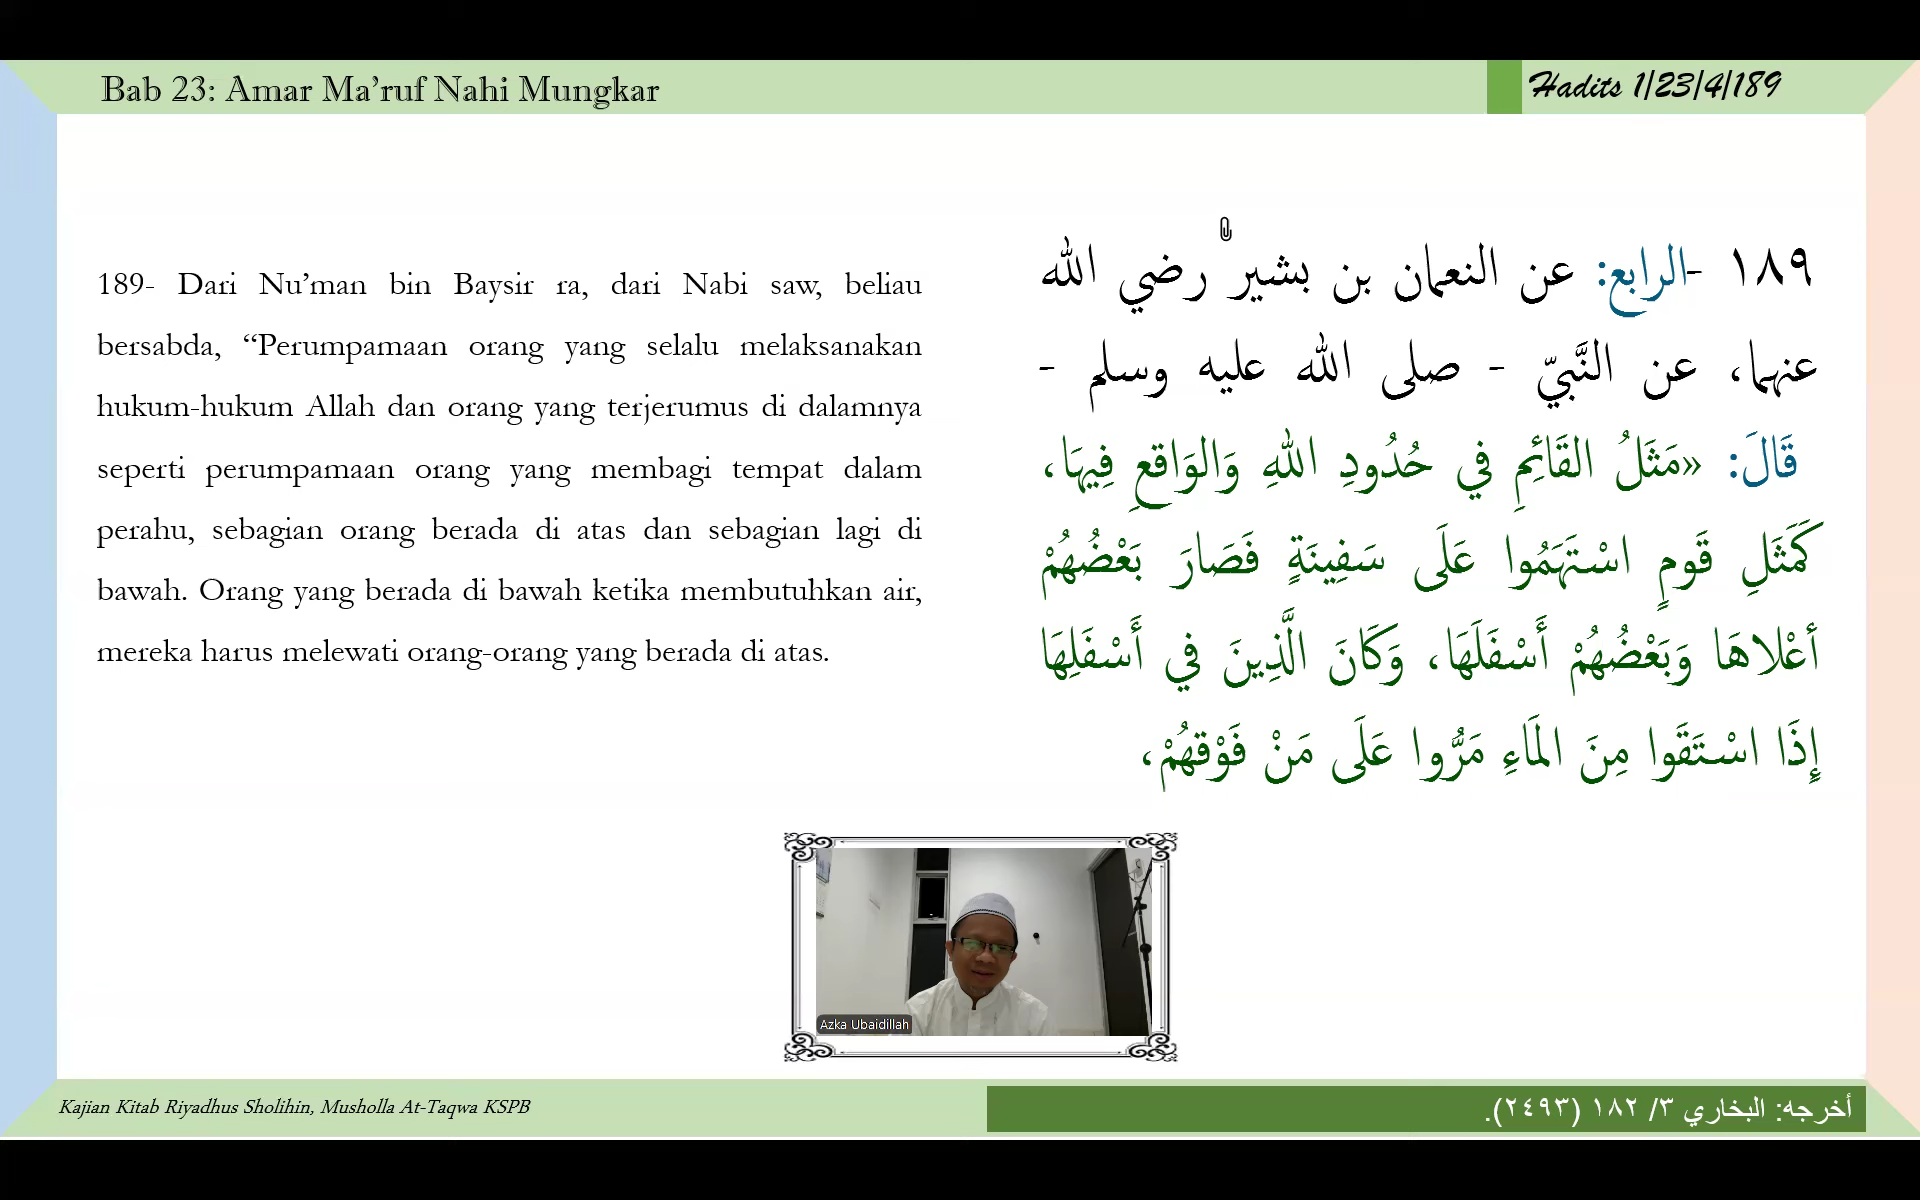 Bab 23: Amar Ma’ruf Nahi Mungkar
Hadits 1/23/4/189
189- Dari Nu’man bin Baysir ra, dari Nabi saw, beliau
bersabda, “Perumpamaan orang yang selalu melaksanakan
hukum-hukum Allah dan orang yang terjerumus di dalamnya
seperti perumpamaan orang yang membagi tempat dalam
perahu, sebagian orang berada di atas dan sebagian lagi di
bawah. Orang yang berada di bawah ketika membutuhkan air,
mereka harus melewati orang-orang yang berada di atas.
١٨٩ -الرابع: عن النعمان بن بشير رضي الله
عنهما، عن النَّبيّ - صلى الله عليه وسلم -
قَالَ: «مَثَلُ القَائِمِ في حُدُودِ اللهِ وَالوَاقعِ فِيهَا،
كَمَثَلِ قَومٍ اسْتَهَمُوا عَلَى سَفِينَةٍ فَصَارَ بَعْضُهُمْ
أعْلاهَا وَبَعْضُهُمْ أَسْفَلَهَا، وَكَانَ الَّذِينَ في أَسْفَلِهَا
إِذَا اسْتَقَوا مِنَ المَاءِ مَرُّوا عَلَى مَنْ فَوْقهُمْ،
Azka Ubaidillah
Kajian Kitab Riyadhus Sholihin, Musholla At-Taqwa KSPB
أخرجه: البخاري ٣/ ١٨٢ (٢٤٩٣).